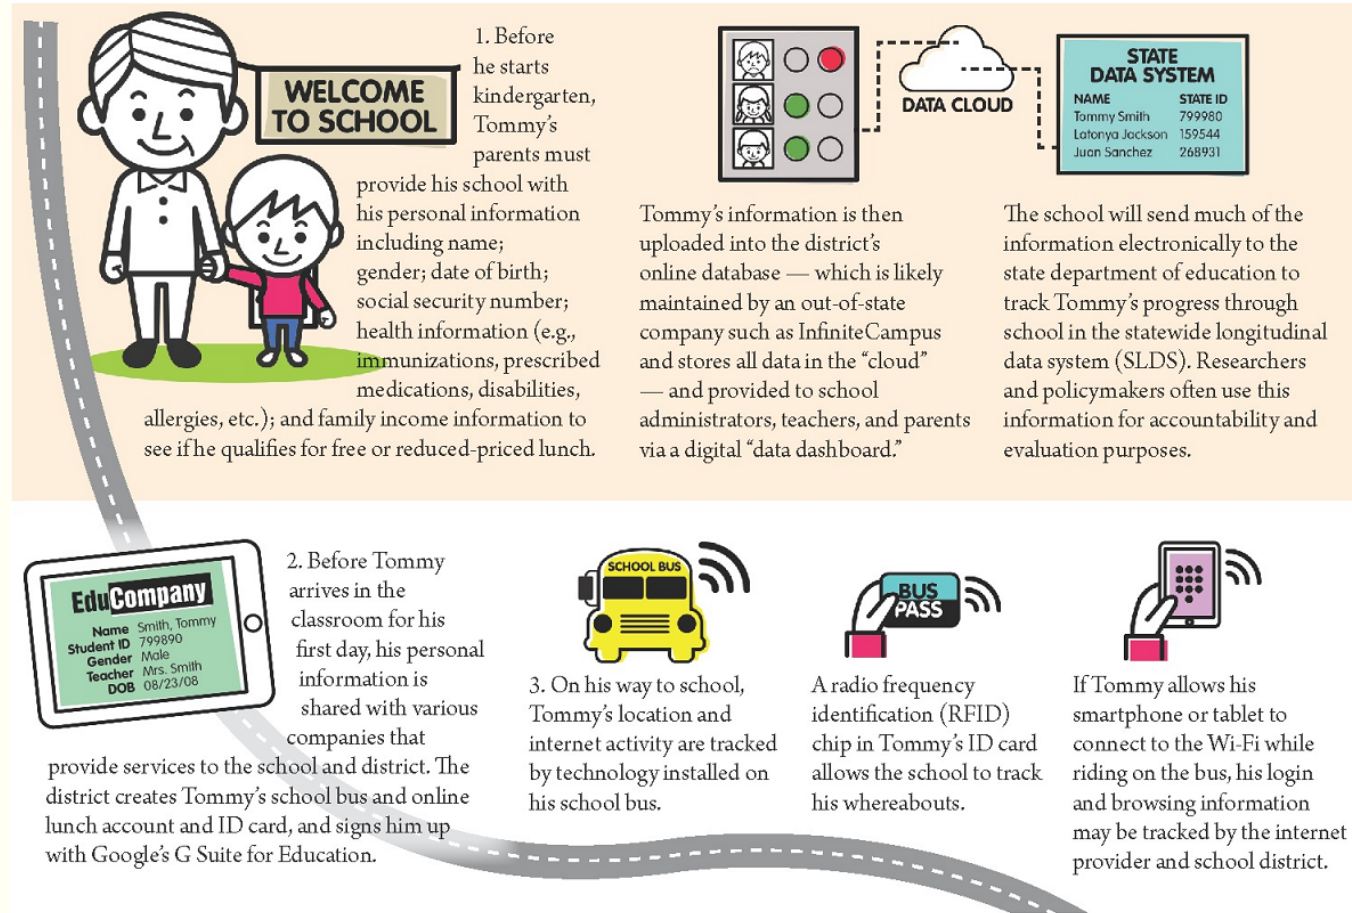 WELCOME
TO SCHOOL
1. Before
he starts
kindergarten,
Tommy's
parents must
provide his school with
his personal information
including name;
gender; date of birth;
social security number;
health information (e.g.,
immunizations, prescribed
medications, disabilities,
allergies, etc.); and family income information to
see if he qualifies for free or reduced-priced lunch.
DATA CLOUD
Tommy's information is then
uploaded into the district's
online database — which is likely
maintained by an out-of-state
company such as InfiniteCampus
and stores all data in the “cloud”
— and provided to school
administrators, teachers, and parents
via a digital “data dashboard.”
STATE
DATA SYSTEM
NAME STATE ID
Tommy Smith 799980
Latonya Jackson 159544
Juan Sanchez 268931
The school will send much of the
information electronically to the
state department of education to
track Tommy's progress through
school in the statewide longitudinal
data system (SLDS). Researchers
and policymakers often use this
information for accountability and
evaluation purposes.
EduCompany
Name Smith, Tommy
Student ID 799890
Gender Male
Teacher Mrs. Smith
DOB 08/23/08
2. Before Tommy
arrives in the
classroom for his
first day, his personal
information is
shared with various
companies that
provide services to the school and district. The
district creates Tommy's school bus and online
lunch account and ID card, and signs him up
with Google's G Suite for Education.
SCHOOL BUS
3. On his way to school,
Tommy's location and
internet activity are tracked
by technology installed on
his school bus.
BUS
PASS
A radio frequency
identification (RFID)
chip in Tommy's ID card
allows the school to track
his whereabouts.
If Tommy allows his
smartphone or tablet to
connect to the Wi-Fi while
riding on the bus, his login
and browsing information
may be tracked by the internet
provider and school district.